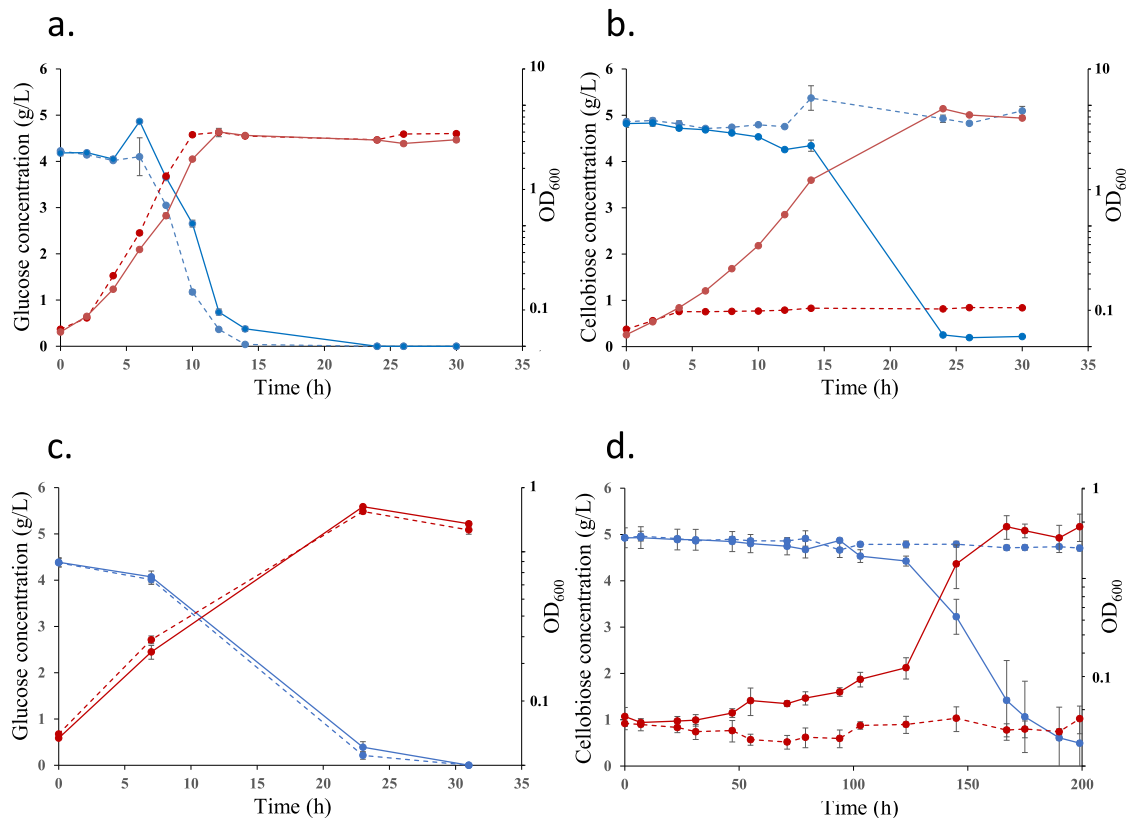 a.
b.
6
5
4
3
2
1
0
10
1
0.1
0 5 10 15 20 25 30 35
Glucose concentration (g/L)
OD600
Time (h)
6
5
4
3
2
1
0
10
1
0.1
0 5 10 15 20 25 30 35
Cellobiose concentration (g/L)
OD600
Time (h)
c.
d.
6
5
4
3
2
1
0
1
0.1
0 5 10 15 20 25 30 35
Glucose concentration (g/L)
OD600
Time (h)
6
5
4
3
2
1
0
1
0.1
0 50 100 150 200
Cellobiose concentration (g/L)
OD600
Time (h)